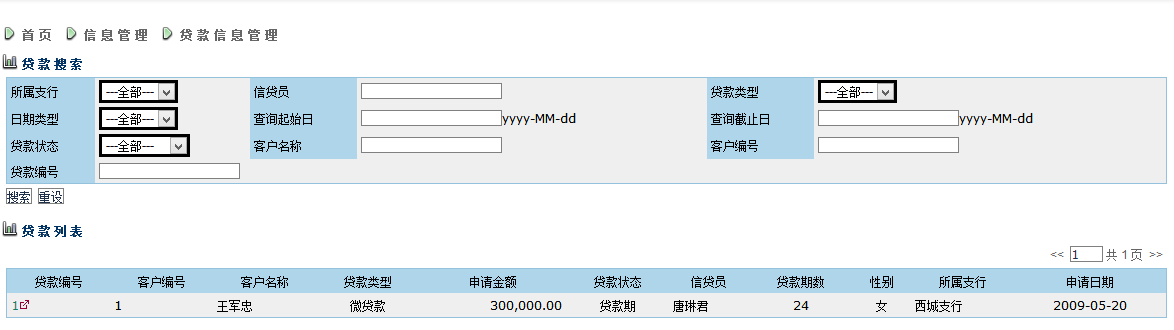 首页 信息管理 贷款信息管理
贷款搜索
所属支行 ---全部--- 信贷员 贷款类型 ---全部---
日期类型 ---全部--- 查询起始日 yyyy-MM-dd 查询截止日 yyyy-MM-dd
贷款状态 ---全部--- 客户名称 客户编号
贷款编号
搜索 重设
贷款列表
<< 1 共 1 页 >>
贷款编号 客户编号 客户名称 贷款类型 申请金额 贷款状态 信贷员 贷款期数 性别 所属支行 申请日期
1 1 王军忠 微贷款 300,000.00 贷款期 唐琳君 24 女 西城支行 2009-05-20